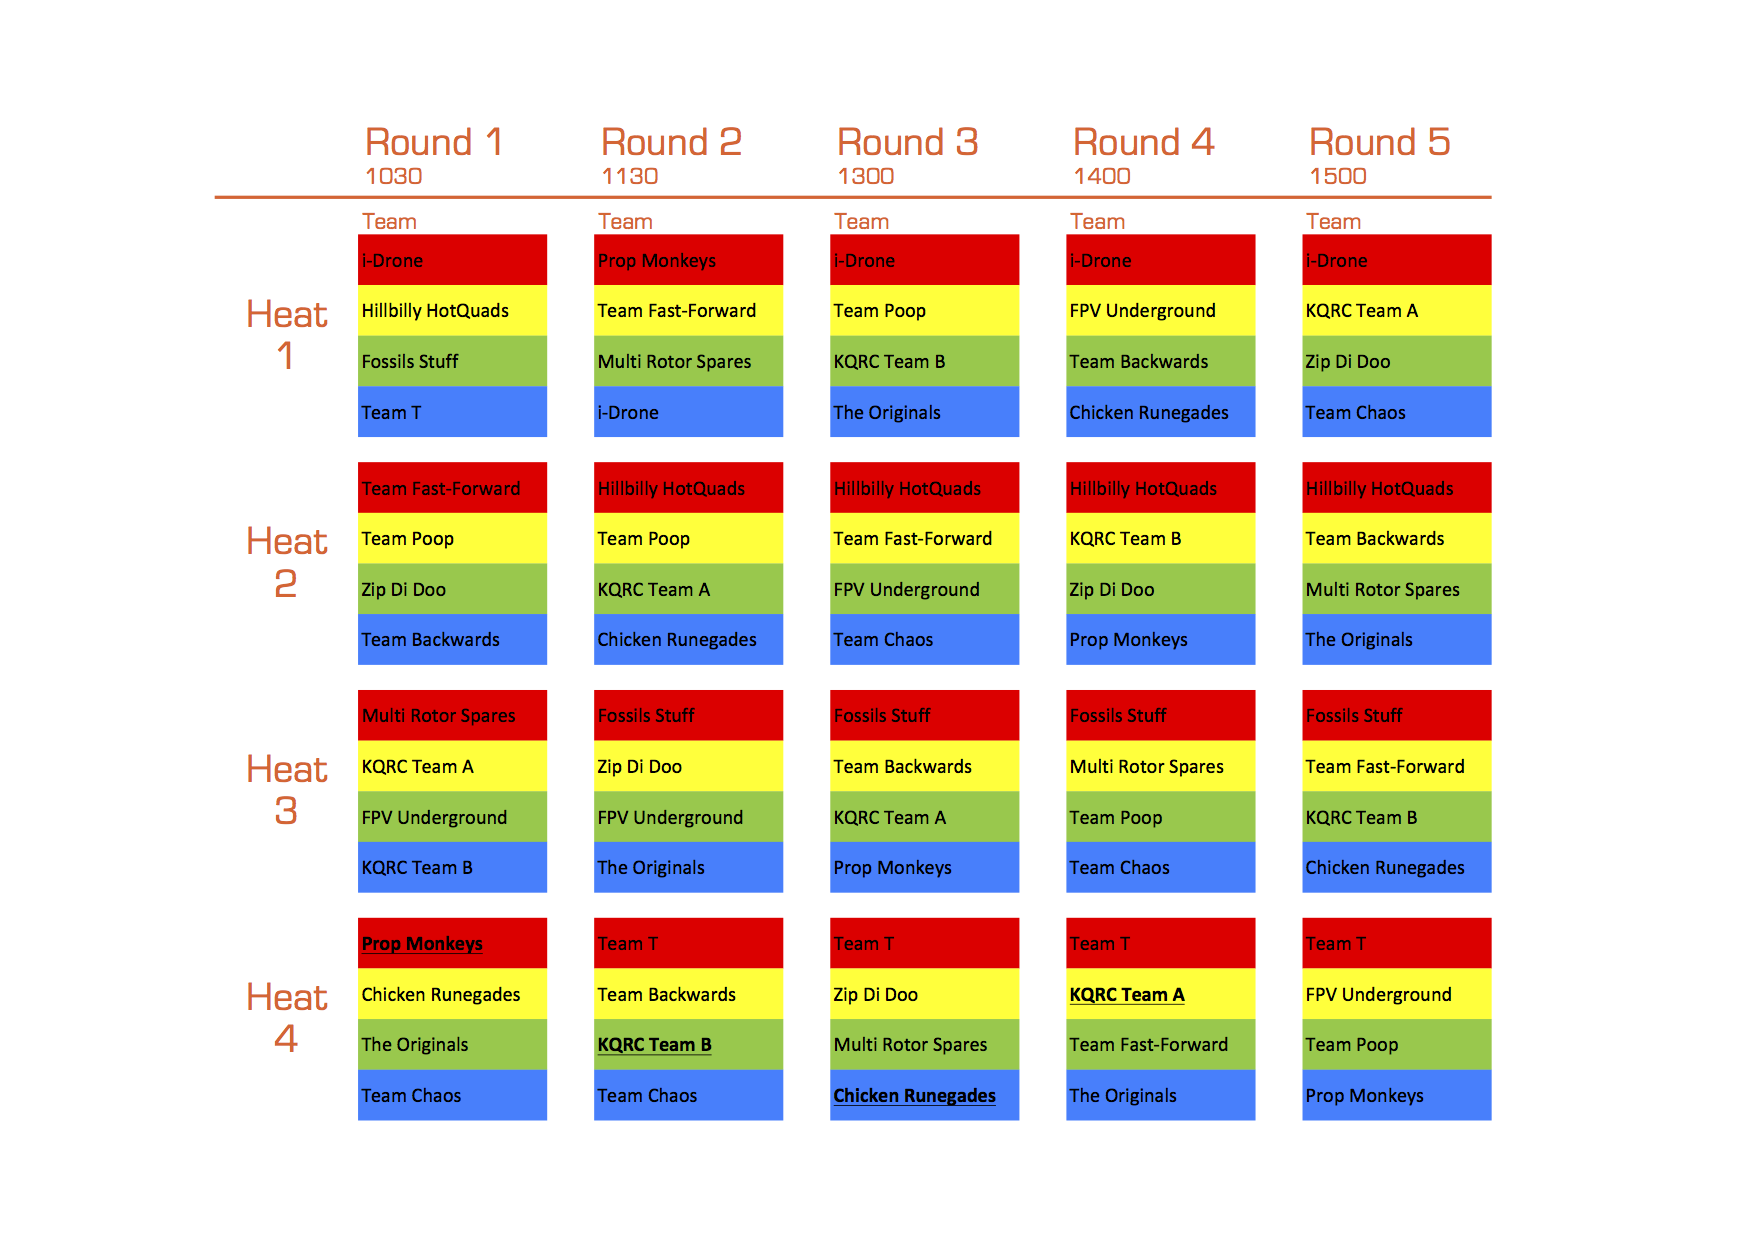 Round 1 Round 2 Round 3 Round 4 Round 5
1030 1130 1300 1400 1500
Team Team Team Team Team
Heat 1
i-Drone Prop Monkeys i-Drone i-Drone i-Drone
Hillbilly HotQuads Team Fast-Forward Team Poop FPV Underground KQRC Team A
Fossils Stuff Multi Rotor Spares KQRC Team B Team Backwards Zip Di Doo
Team T i-Drone The Originals Chicken Runegades Team Chaos
Heat 2
Team Fast-Forward Hillbilly HotQuads Hillbilly HotQuads Hillbilly HotQuads Hillbilly HotQuads
Team Poop Team Poop Team Fast-Forward KQRC Team B Team Backwards
Zip Di Doo KQRC Team A FPV Underground Zip Di Doo Multi Rotor Spares
Team Backwards Chicken Runegades Team Chaos Prop Monkeys The Originals
Heat 3
Multi Rotor Spares Fossils Stuff Fossils Stuff Fossils Stuff Fossils Stuff
KQRC Team A Zip Di Doo Team Backwards Multi Rotor Spares Team Fast-Forward
FPV Underground FPV Underground KQRC Team A Team Poop KQRC Team B
KQRC Team B The Originals Prop Monkeys Team Chaos Chicken Runegades
Heat 4
Prop Monkeys Team T Team T Team T Team T
Chicken Runegades Team Backwards Zip Di Doo KQRC Team A FPV Underground
The Originals KQRC Team B Multi Rotor Spares Team Fast-Forward Team Poop
Team Chaos Team Chaos Chicken Runegades The Originals Prop Monkeys